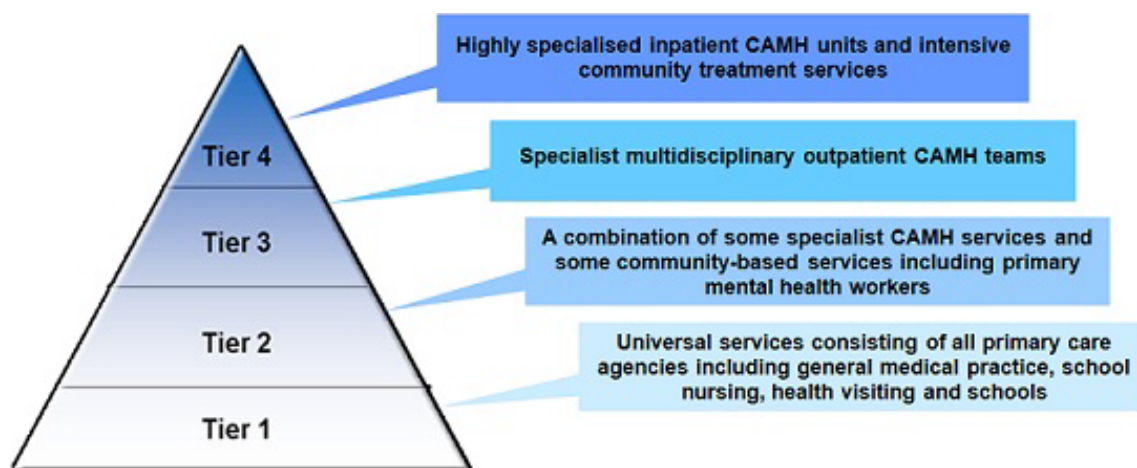 Highly specialised inpatient CAMH units and intensive
community treatment services
Tier 4
Specialist multidisciplinary outpatient CAMH teams
Tier 3
A combination of some specialist CAMH services and
some community-based services including primary
mental health workers
Tier 2
Universal services consisting of all primary care
agencies including general medical practice, school
nursing, health visiting and schools
Tier 1